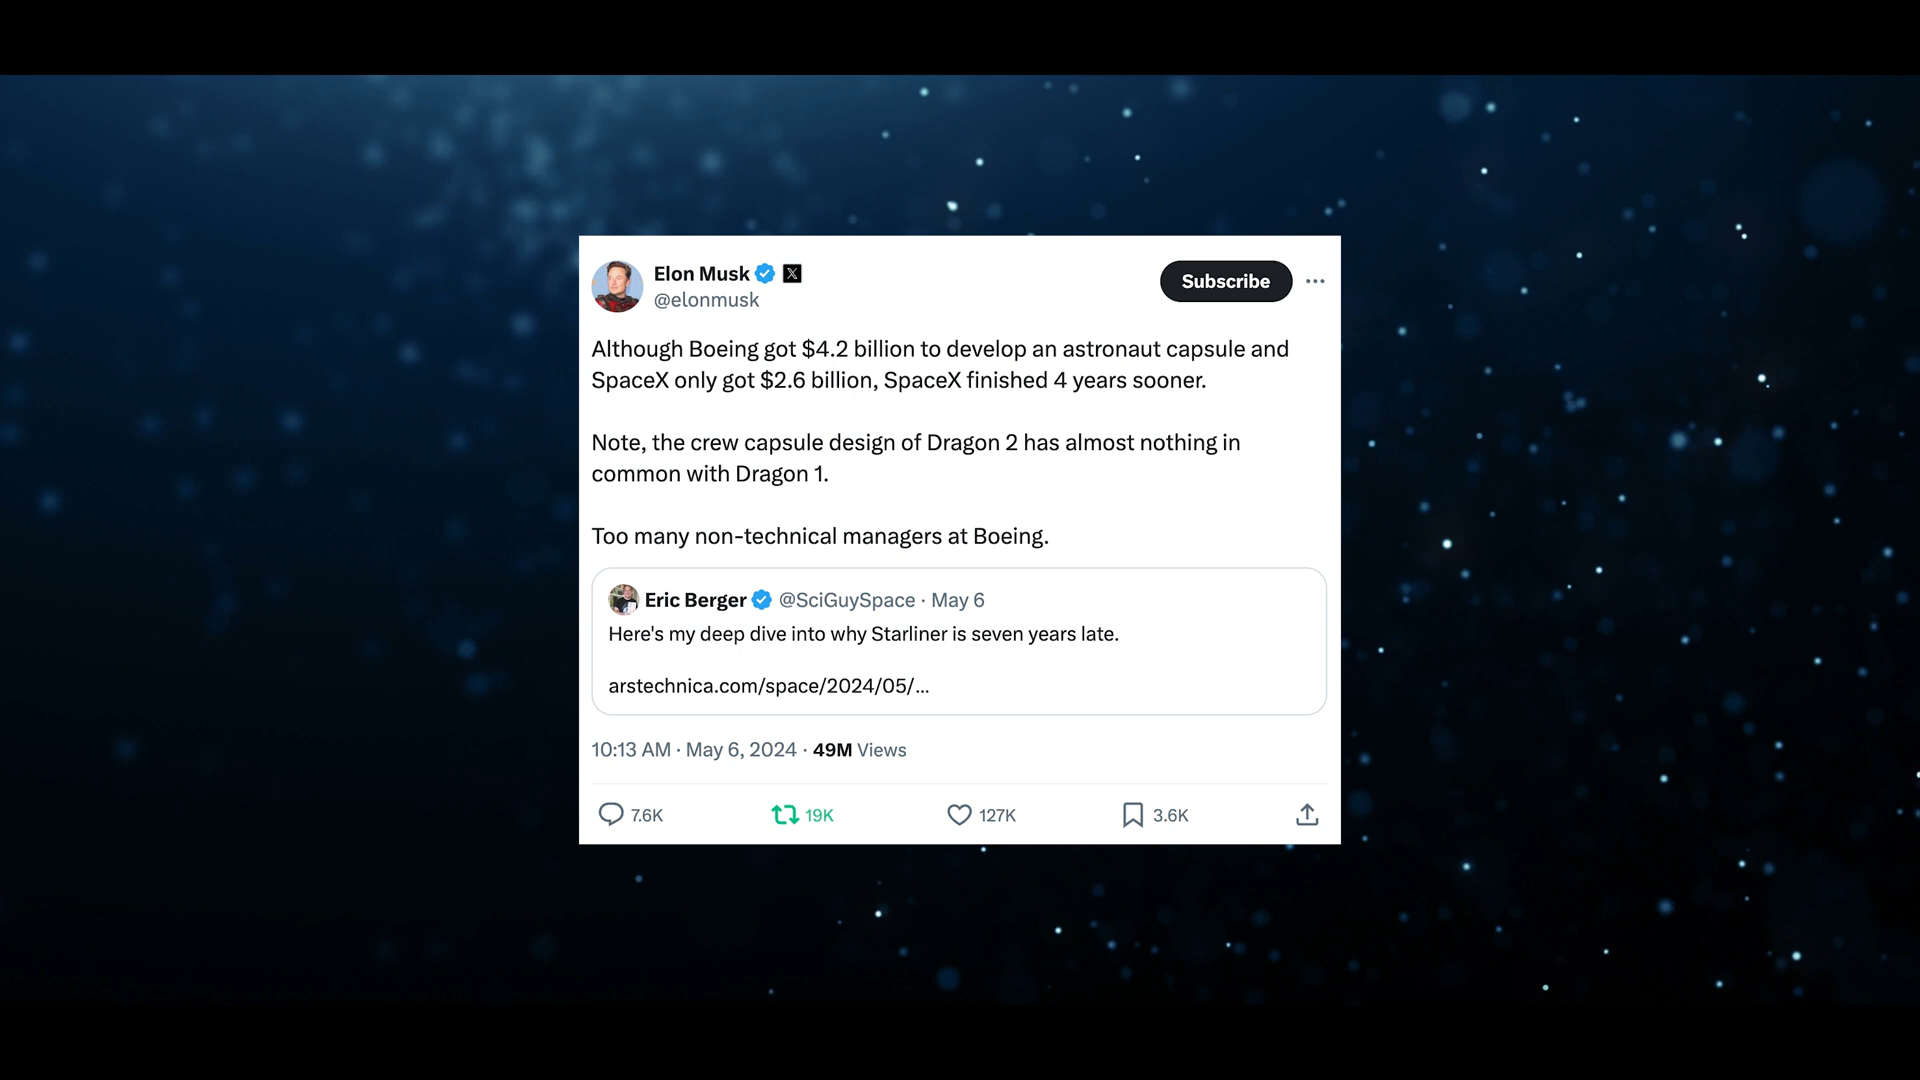 Elon Musk
@elonmusk
Subscribe
Although Boeing got $4.2 billion to develop an astronaut capsule and
SpaceX only got $2.6 billion, SpaceX finished 4 years sooner.
Note, the crew capsule design of Dragon 2 has almost nothing in
common with Dragon 1.
Too many non-technical managers at Boeing.
Eric Berger @SciGuySpace · May 6
Here's my deep dive into why Starliner is seven years late.
arstechnica.com/space/2024/05/...
10:13 AM · May 6, 2024 · 49M Views
7.6K 19K 127K 3.6K